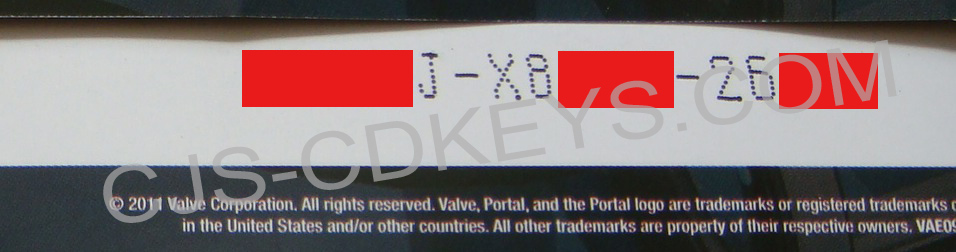 J-X8 -26
CJS-CDKEYS.COM
© 2011 Valve Corporation. All rights reserved. Valve, Portal, and the Portal logo are trademarks or registered trademarks
in the United States and/or other countries. All other trademarks are property of their respective owners. VAE09